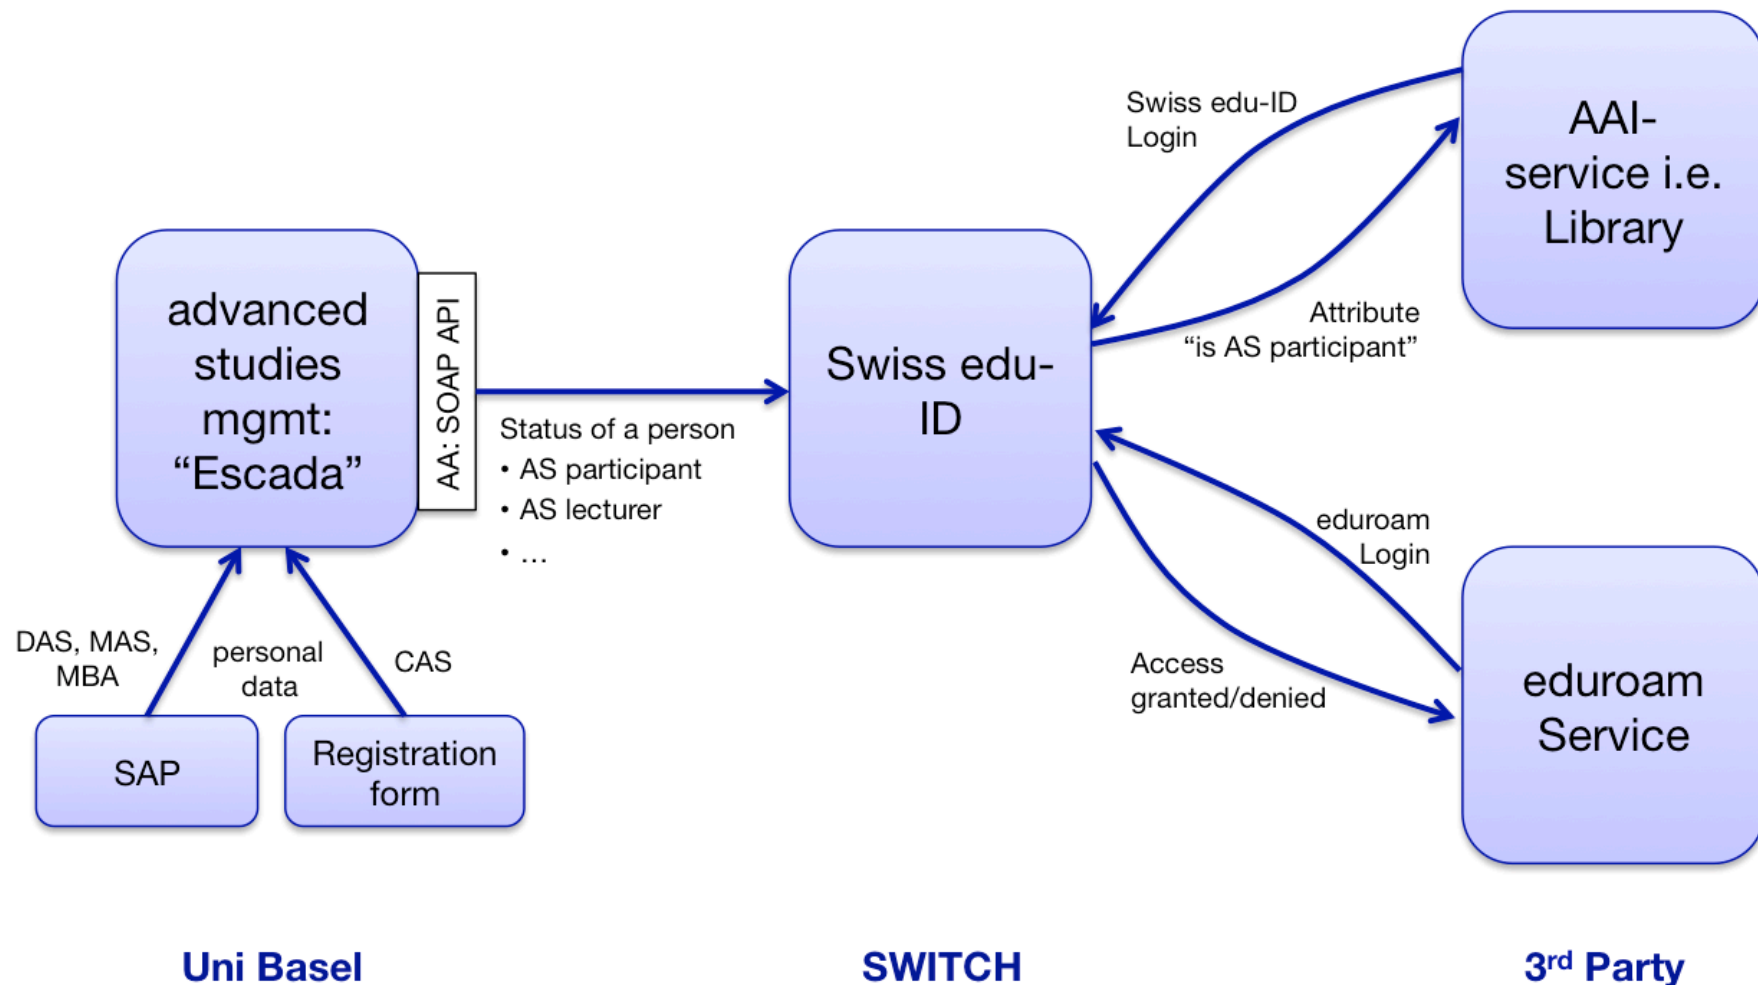 advanced
studies
mgmt:
“Escada”
AA: SOAP API
Status of a person
• AS participant
• AS lecturer
• ...
DAS, MAS,
MBA
personal
data
CAS
SAP
Registration
form
Swiss edu-
ID
Swiss edu-ID
Login
Attribute
“is AS participant”
eduroam
Login
Access
granted/denied
AAI-
service i.e.
Library
eduroam
Service
Uni Basel
SWITCH
3rd Party